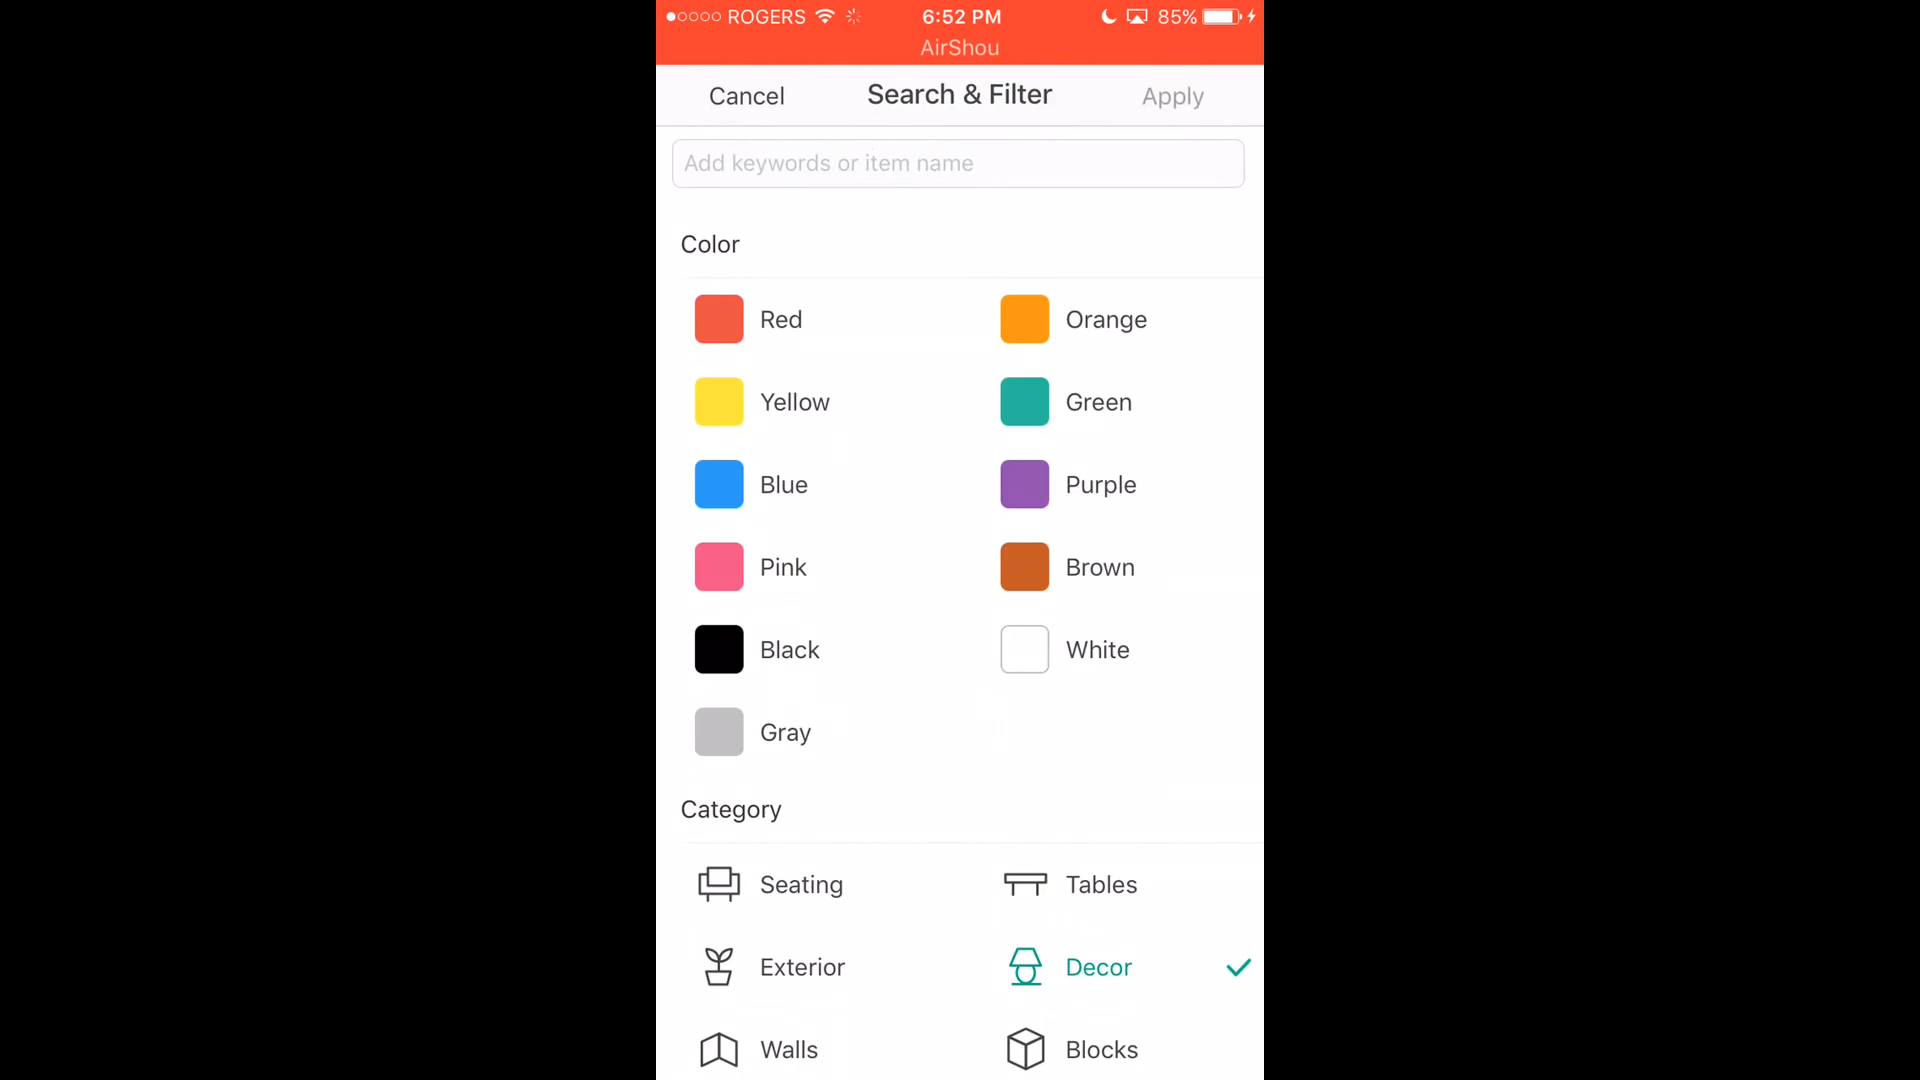 ROGERS 6:52 PM 85%
AirShou
Cancel Search & Filter Apply
Add keywords or item name
Color
Red Orange
Yellow Green
Blue Purple
Pink Brown
Black White
Gray
Category
Seating Tables
Exterior Decor
Walls Blocks